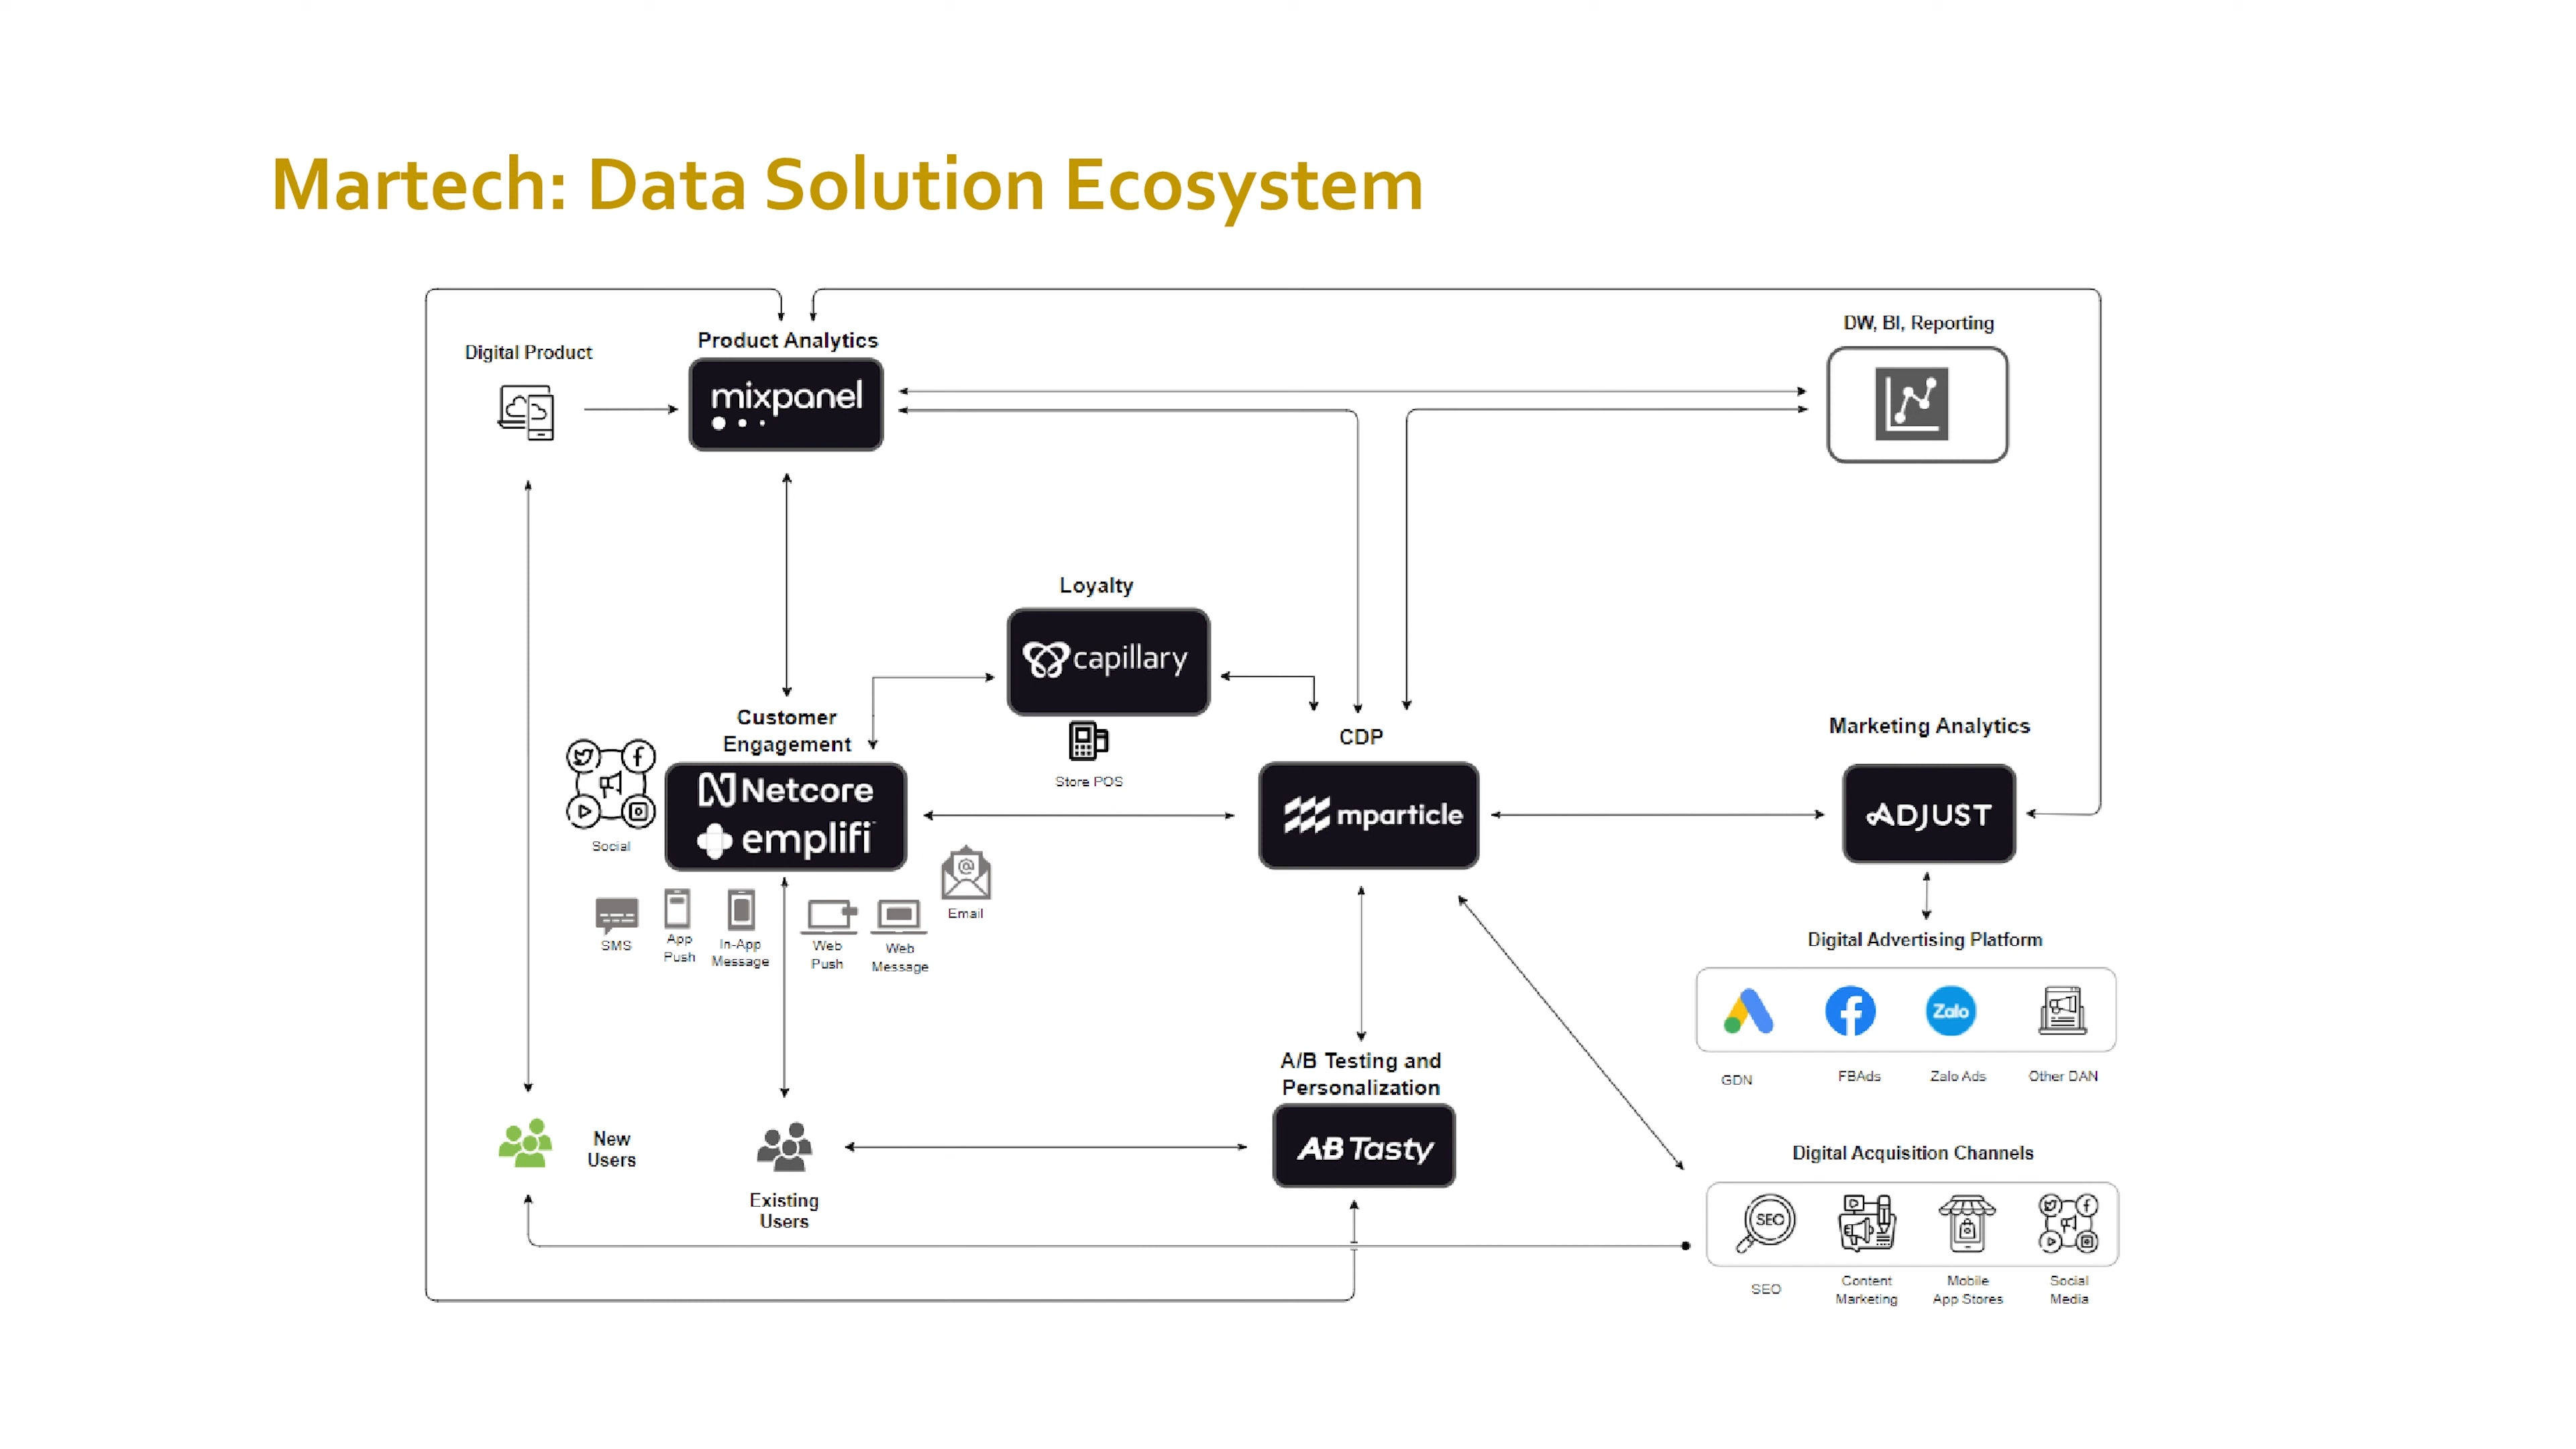 Martech: Data Solution Ecosystem
Digital Product
Product Analytics
mixpanel
DW, BI, Reporting
Loyalty
capillary
Store POS
Customer
Engagement
Netcore
emplifi
Social
SMS
App
Push
In-App
Message
Web
Push
Web
Message
@
Email
CDP
mparticle
Marketing Analytics
ADJUST
Digital Advertising Platform
Zalo
GDN
FBAds
Zalo Ads
Other DAN
A/B Testing and
Personalization
AB Tasty
New
Users
Existing
Users
Digital Acquisition Channels
SEO
SEO
Content
Marketing
Mobile
App Stores
Social
Media